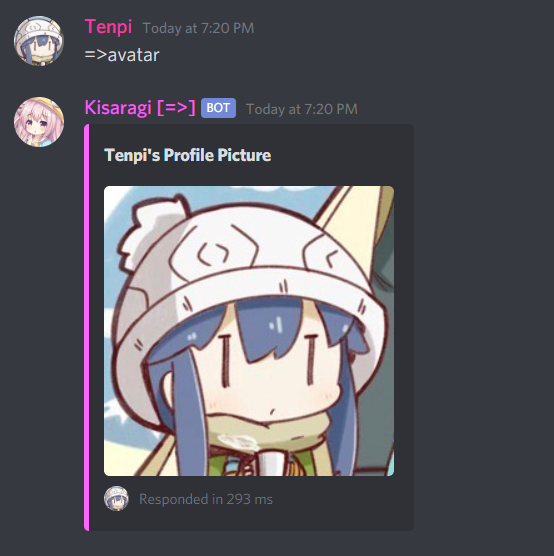 Tenpi Today at 7:20 PM
=>avatar
Kisaragi [=>] BOT Today at 7:20 PM
Tenpi's Profile Picture
Responded in 293 ms